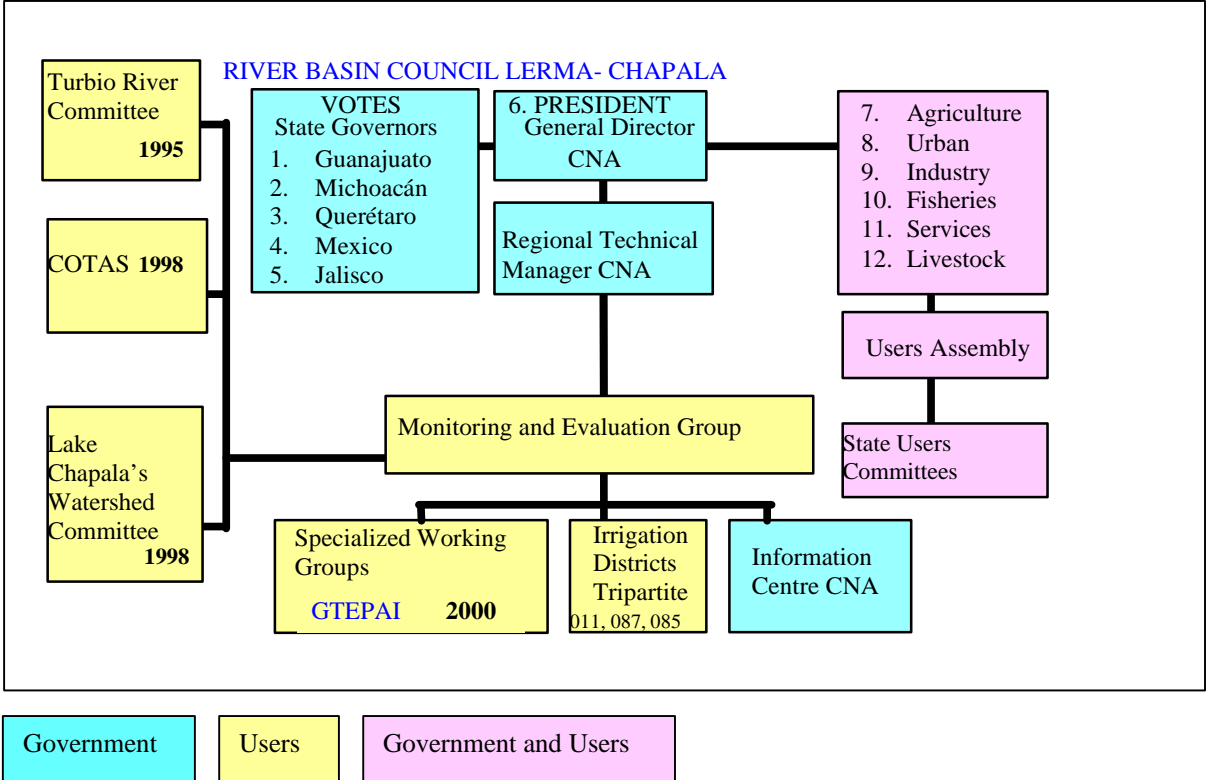 RIVER BASIN COUNCIL LERMA- CHAPALA
Turbio River
Committee
1995
COTAS 1998
Lake
Chapala’s
Watershed
Committee
1998
VOTES
State Governors
1. Guanajuato
2. Michoacán
3. Querétaro
4. Mexico
5. Jalisco
6. PRESIDENT
General Director
CNA
Regional Technical
Manager CNA
7. Agriculture
8. Urban
9. Industry
10. Fisheries
11. Services
12. Livestock
Users Assembly
State Users
Committees
Monitoring and Evaluation Group
Specialized Working
Groups
GTEPAI 2000
Irrigation
Districts
Tripartite
011, 087, 085
Information
Centre CNA
Government
Users
Government and Users